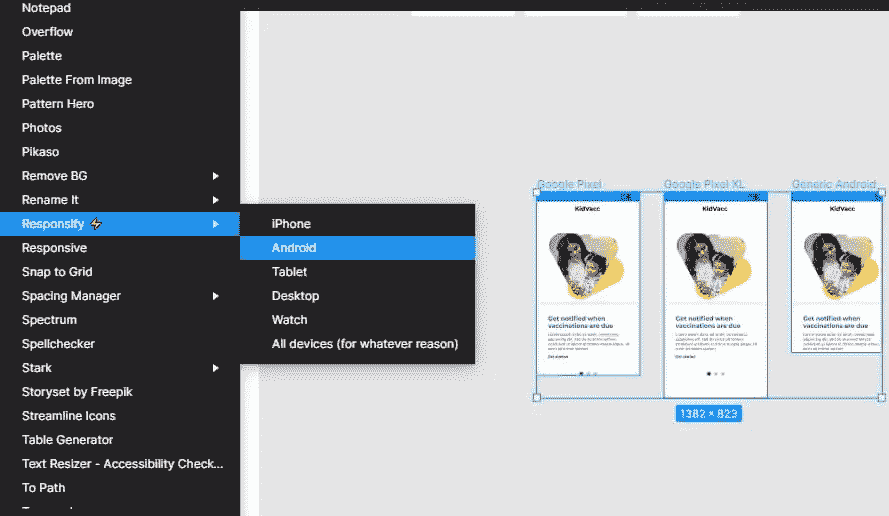 Notepad
Overflow
Palette
Palette From Image
Pattern Hero
Photos
Pikaso
Remove BG
Rename It
Responsify ⚡
Responsive
Snap to Grid
Spacing Manager
Spectrum
Spellchecker
Stark
Storyset by Freepik
Streamline Icons
Table Generator
Text Resizer - Accessibility Check...
To Path
iPhone
Android
Tablet
Desktop
Watch
All devices (for whatever reason)
Google Pixel
Google Pixel XL
Generic Android
KidVacc
KidVacc
KidVacc
Get notified when
vaccinations are due
Get started
Get notified when
vaccinations are due
Get started
Get notified when
vaccinations are due
1382 × 823